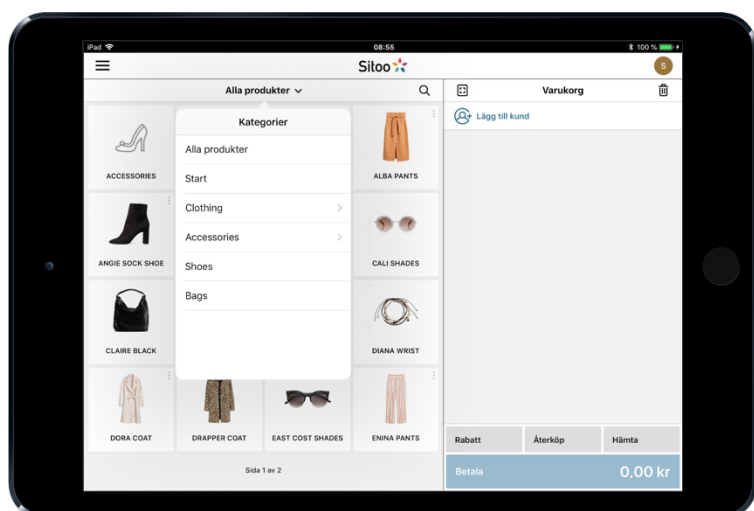 iPad 08:55 100 %
Sitoo S
Alla produkter
Varukorg
Kategorier
Alla produkter
Start
Clothing
Accessories
Shoes
Bags
Lägg till kund
ACCESSORIES
ALBA PANTS
ANGIE SOCK SHOE
CALI SHADES
CLAIRE BLACK
DIANA WRIST
DORA COAT
DRAPPER COAT
EAST COST SHADES
ENINA PANTS
Sida 1 av 2
Rabatt
Återköp
Hämta
Betala
0,00 kr